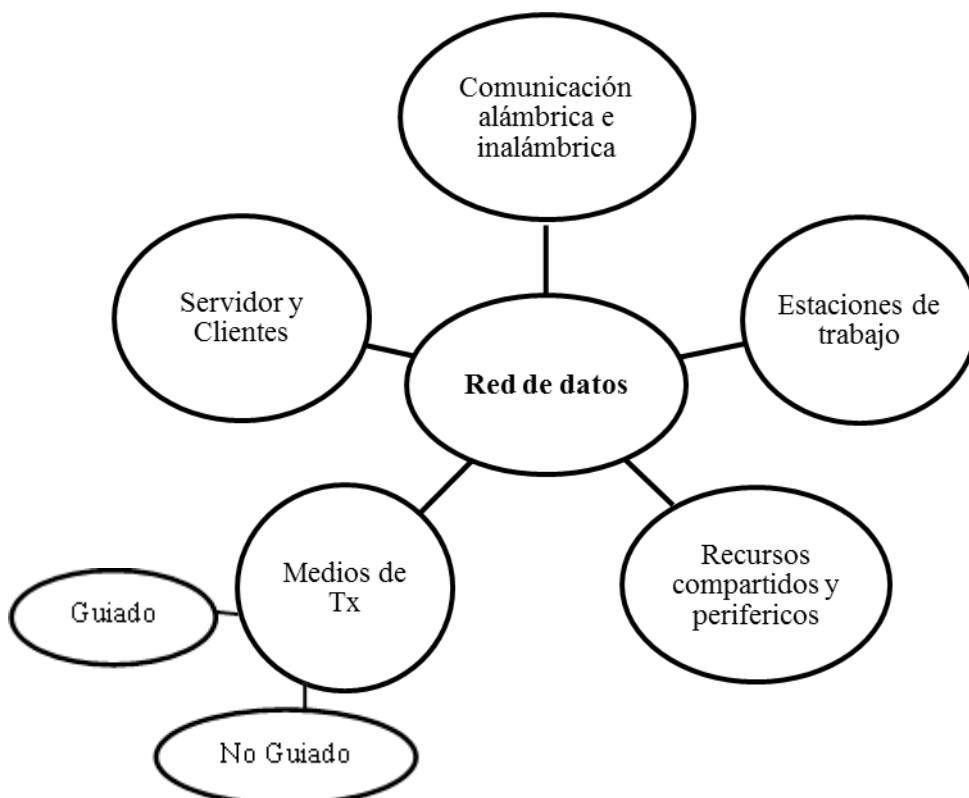 Comunicación
alámbrica e
inalámbrica
Servidor y
Clientes
Estaciones de
trabajo
Red de datos
Medios de
Tx
Recursos
compartidos y
perifericos
Guiado
No Guiado